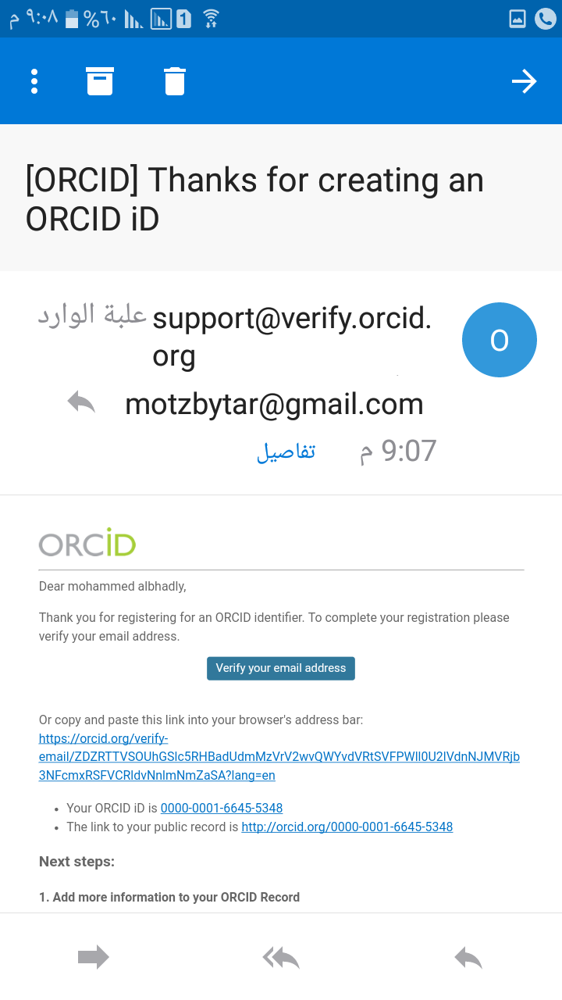 م ٩:٠٨ %٦٠ 1
[ORCID] Thanks for creating an
ORCID iD
علبة الوارد support@verify.orcid.
org
O
motzbytar@gmail.com
تفاصيل 9:07 م
ORCiD
Dear mohammed albhadly,
Thank you for registering for an ORCID identifier. To complete your registration please
verify your email address.
Verify your email address
Or copy and paste this link into your browser's address bar:
https://orcid.org/verify-
email/ZDZRTTVSOUhGSlc5RHBadUdmMzVrV2wvQWYvdVRtSVFPWll0U2lVdnNJMVRjb
3NFcmxRSFVCRldvNnlmNmZaSA?lang=en
• Your ORCID iD is 0000-0001-6645-5348
• The link to your public record is http://orcid.org/0000-0001-6645-5348
Next steps:
1. Add more information to your ORCID Record